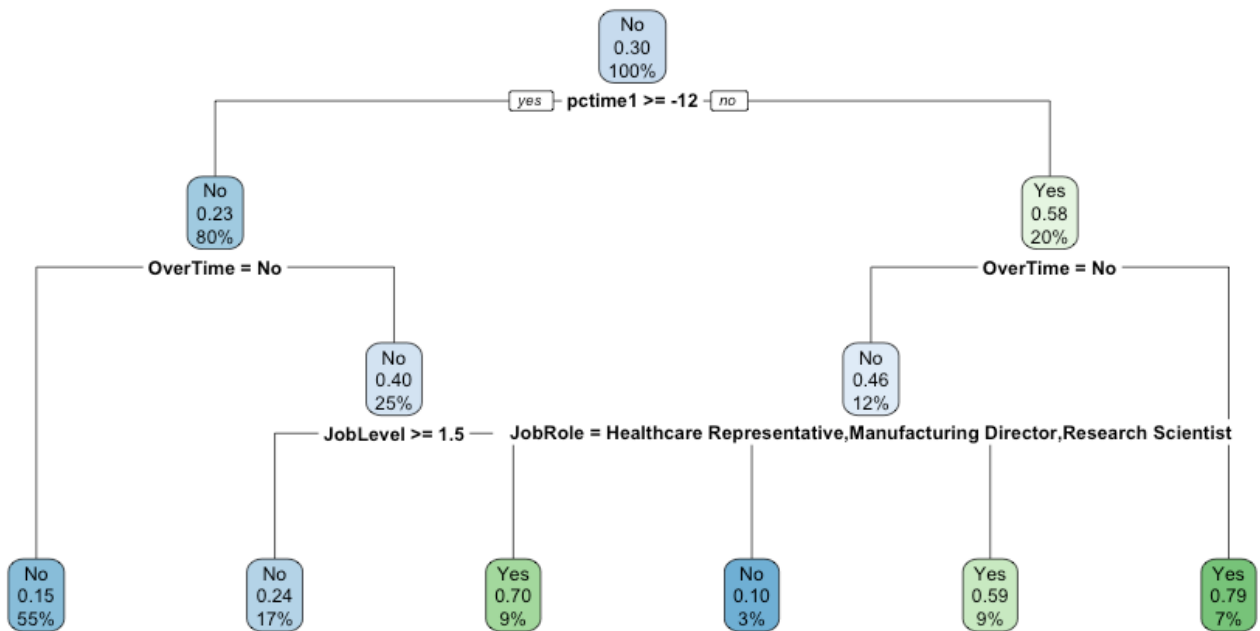 No
0.30
100%
yes pctime1 >= -12 no
No
0.23
80%
Yes
0.58
20%
OverTime = No
OverTime = No
No
0.40
25%
No
0.46
12%
JobLevel >= 1.5
JobRole = Healthcare Representative,Manufacturing Director,Research Scientist
No
0.15
55%
No
0.24
17%
Yes
0.70
9%
No
0.10
3%
Yes
0.59
9%
Yes
0.79
7%